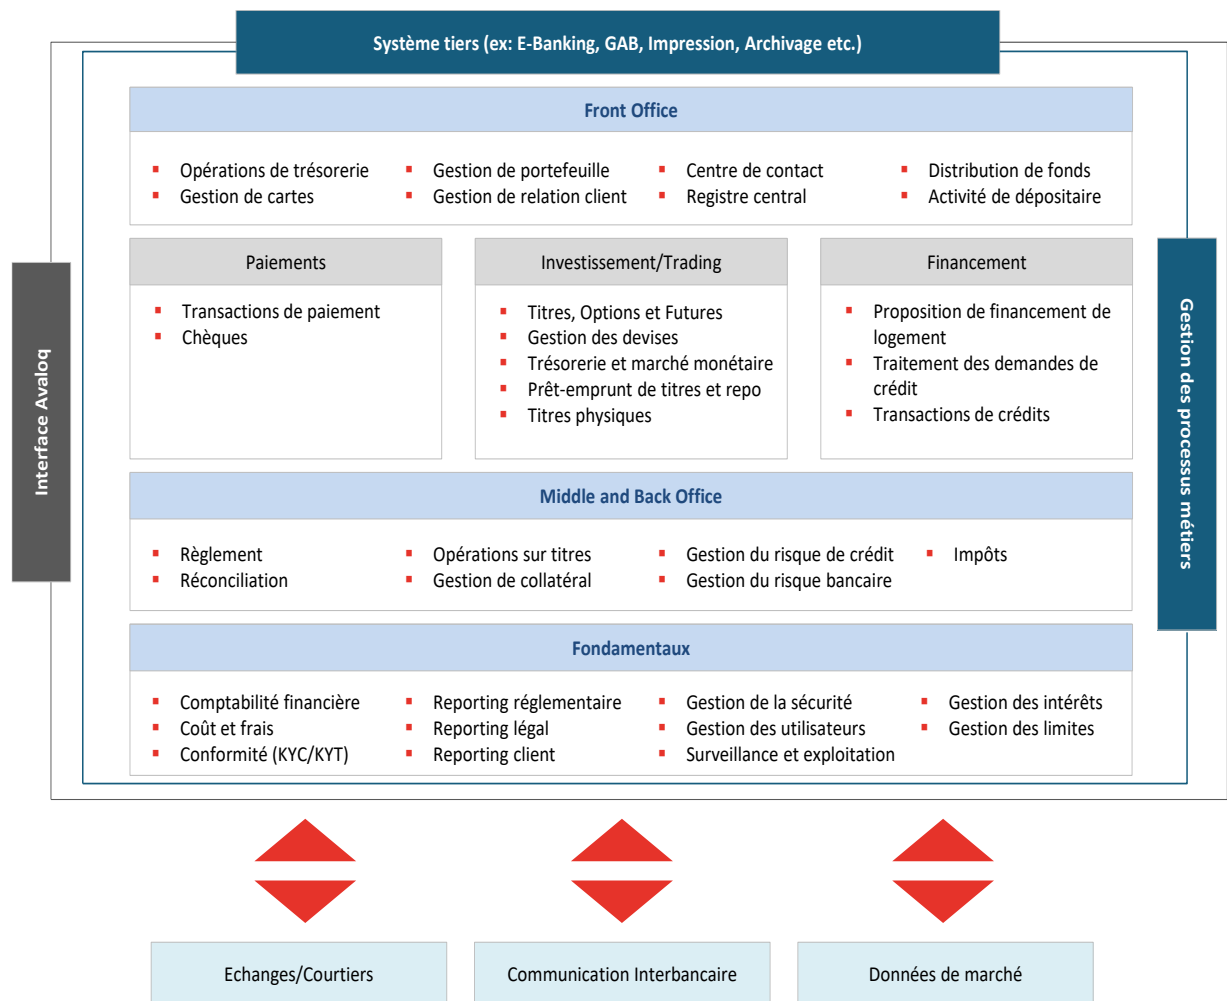 Système tiers (ex: E-Banking, GAB, Impression, Archivage etc.)
Front Office
Opérations de trésorerie
Gestion de cartes
Gestion de portefeuille
Gestion de relation client
Centre de contact
Registre central
Distribution de fonds
Activité de dépositaire
Interface Avaloq
Paiements
Transactions de paiement
Chèques
Investissement/Trading
Titres, Options et Futures
Gestion des devises
Trésorerie et marché monétaire
Prêt-emprunt de titres et repo
Titres physiques
Financement
Proposition de financement de
logement
Traitement des demandes de
crédit
Transactions de crédits
Gestion des processus métiers
Middle and Back Office
Règlement
Réconciliation
Opérations sur titres
Gestion de collatéral
Gestion du risque de crédit
Gestion du risque bancaire
Impôts
Fondamentaux
Comptabilité financière
Coût et frais
Conformité (KYC/KYT)
Reporting réglementaire
Reporting légal
Reporting client
Gestion de la sécurité
Gestion des utilisateurs
Surveillance et exploitation
Gestion des intérêts
Gestion des limites
Echanges/Courtiers
Communication Interbancaire
Données de marché